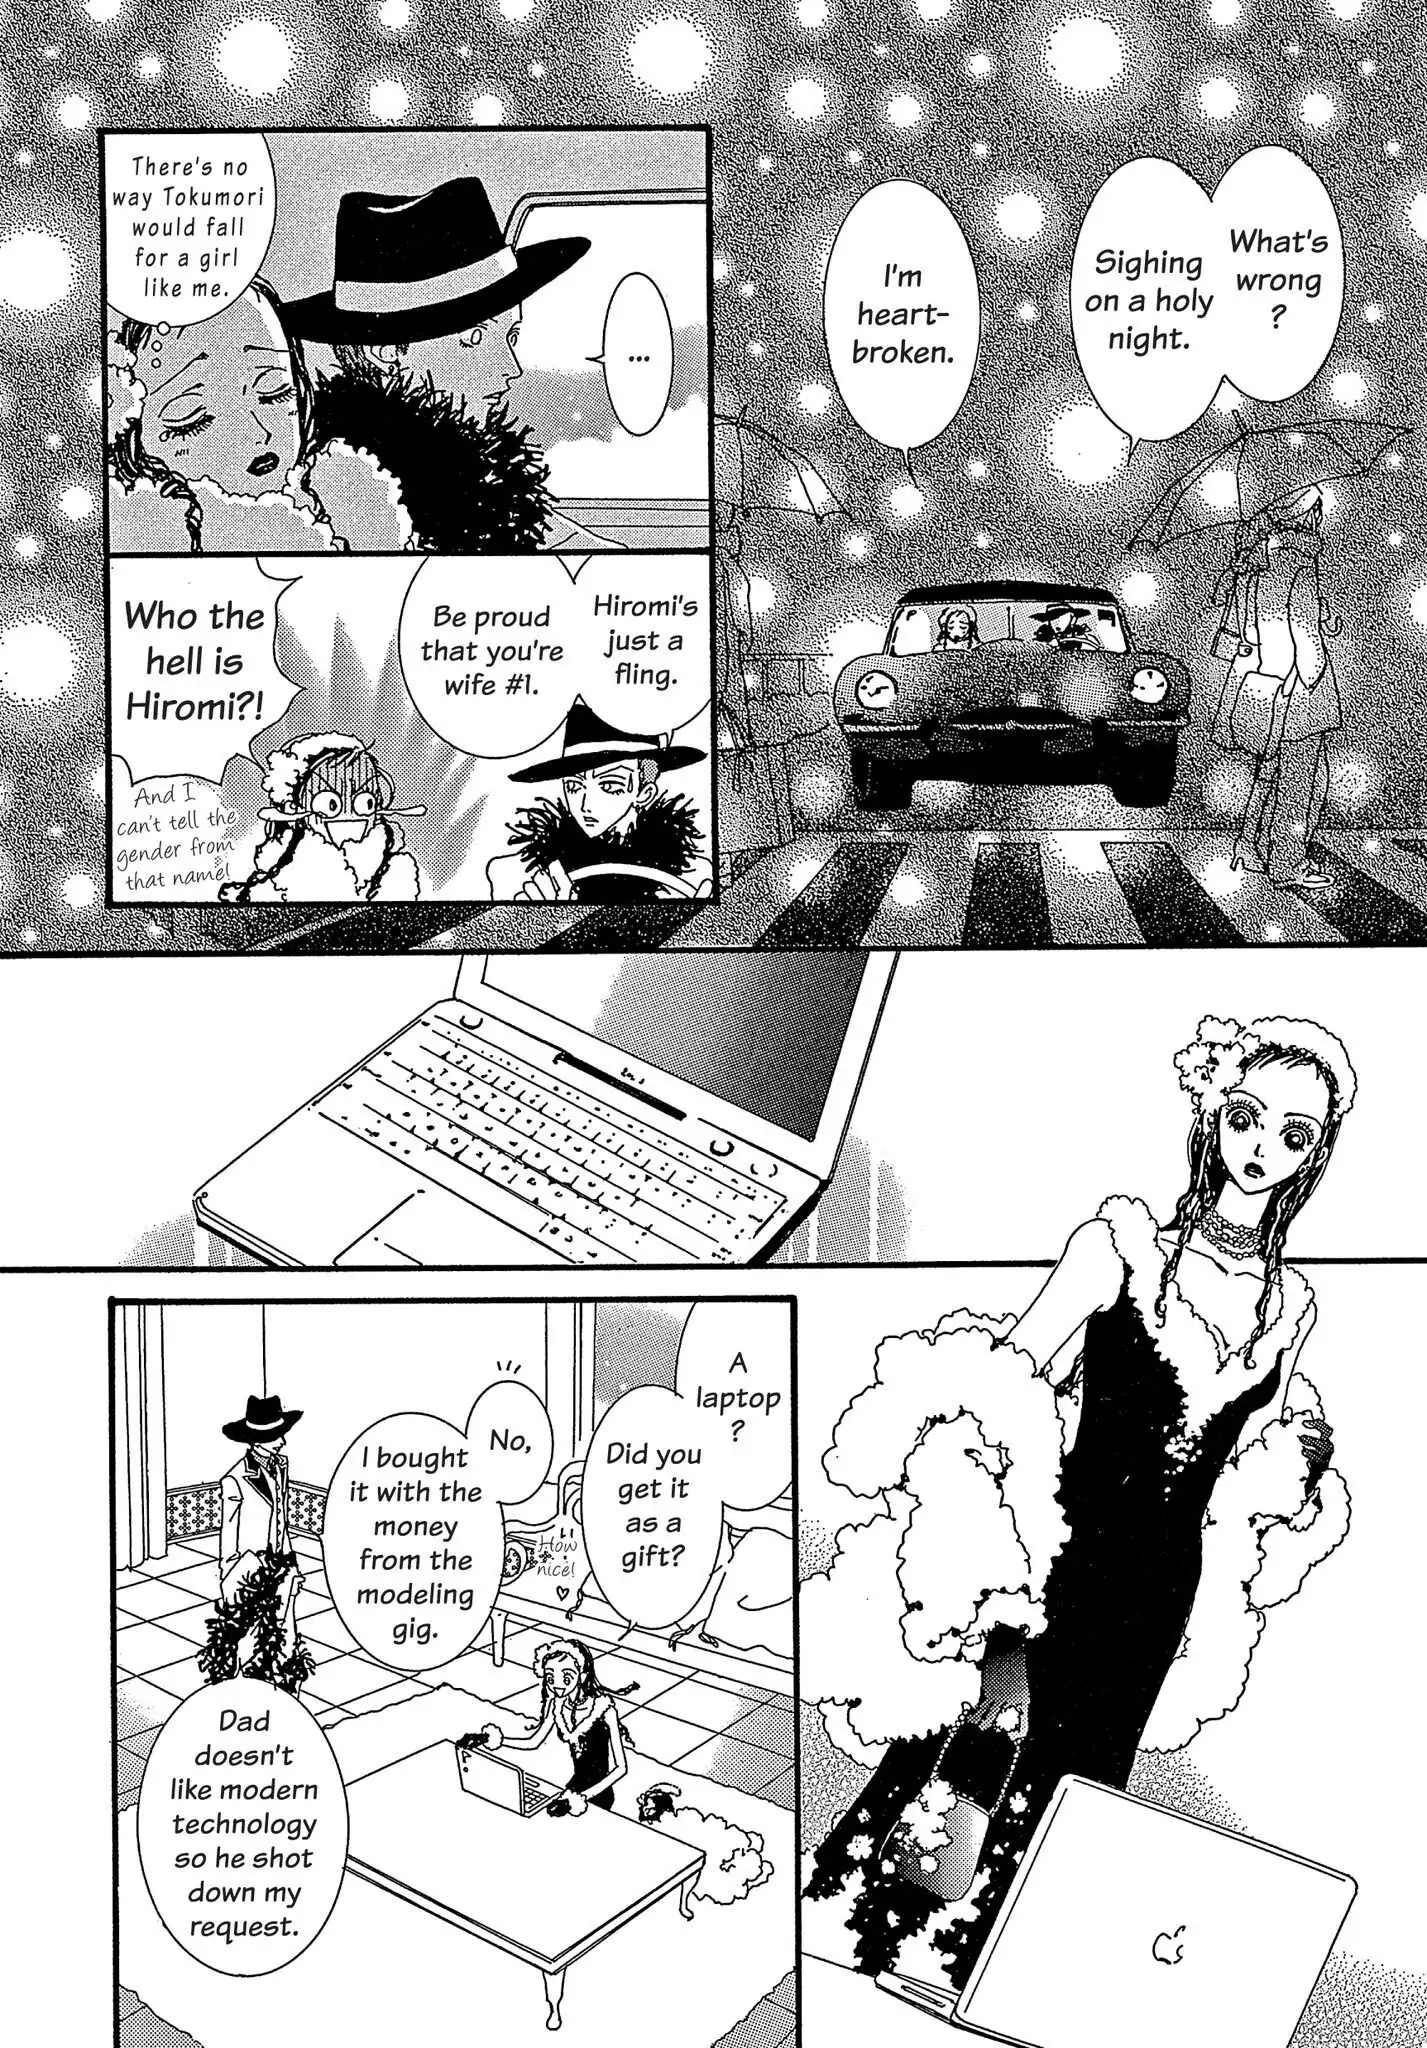 What's
wrong
?
Sighing
on a holy
night.
I'm
heart-
broken.
There's no
way Tokumori
would fall
for a girl
like me.
...
Hiromi's
just a
fling.
Be proud
that you're
wife #1.
Who the
hell is
Hiromi?!
And I
can't tell the
gender from
that name!
A
laptop
?
Did you
get it
as a
gift?
How
nice!
No,
I bought
it with the
money
from the
modeling
gig.
Dad
doesn't
like modern
technology
so he shot
down my
request.